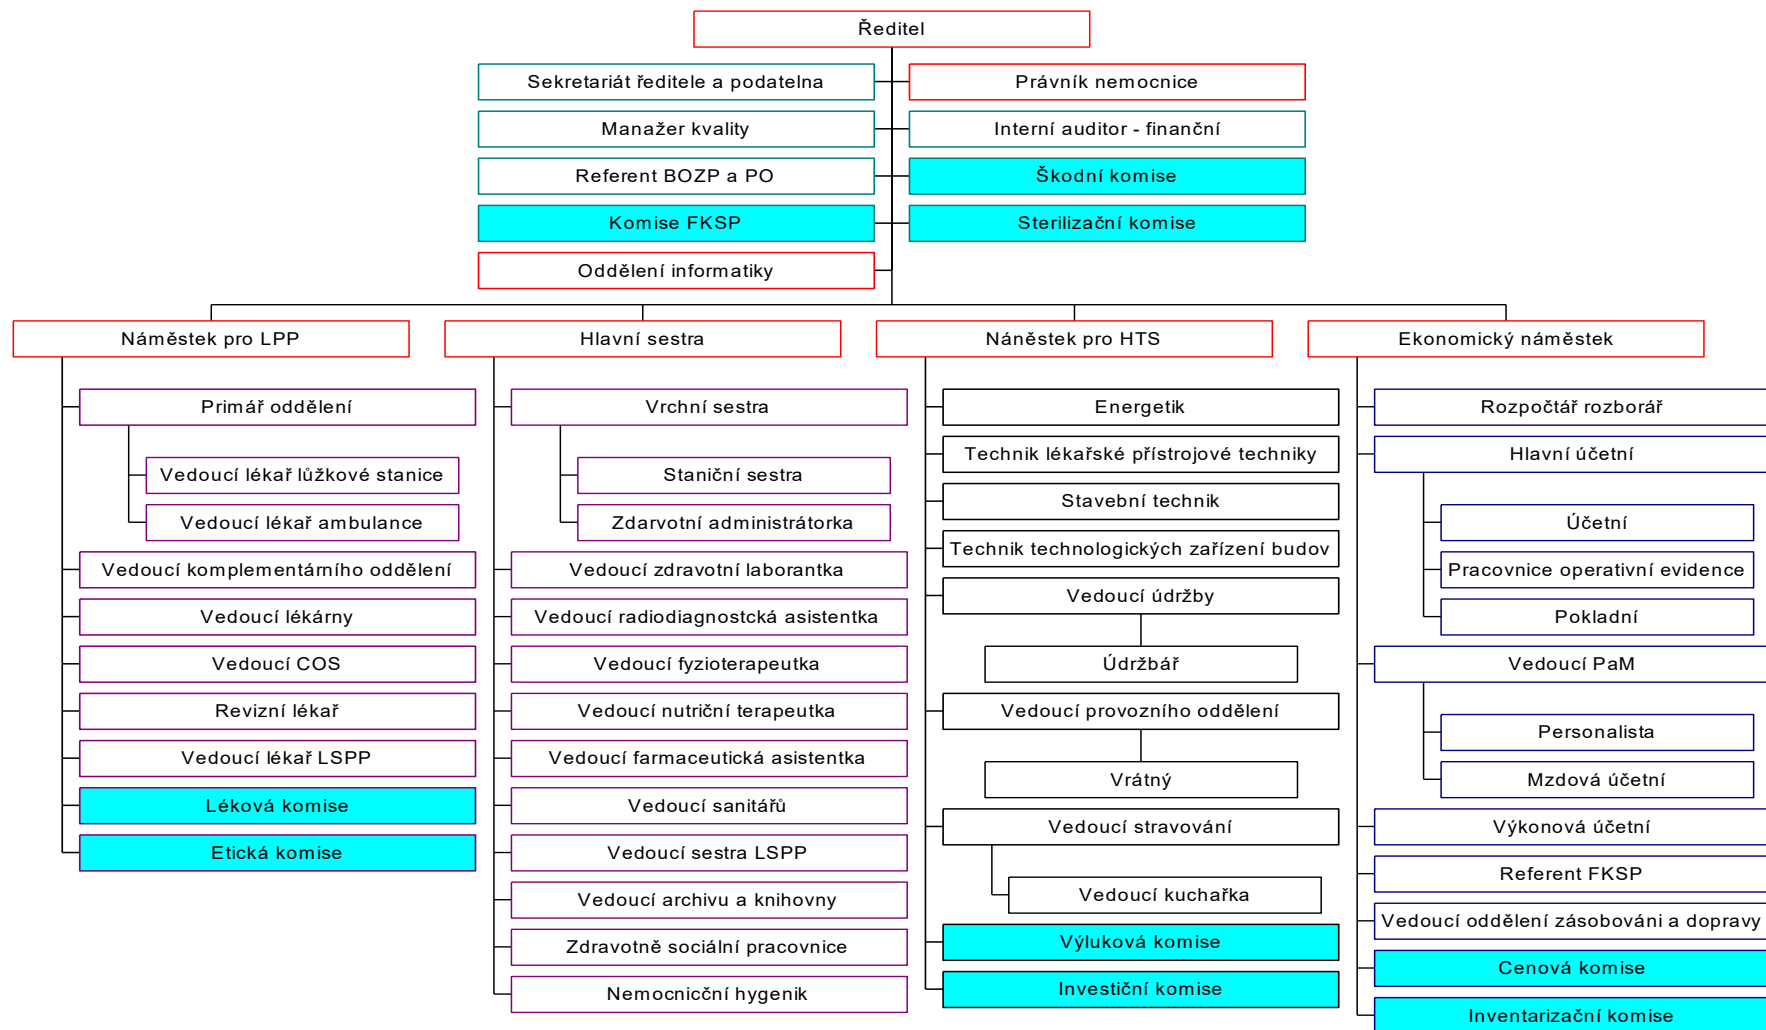 Ředitel
Sekretariát ředitele a podatelna
Právník nemocnice
Manažer kvality
Interní auditor - finanční
Referent BOZP a PO
Škodní komise
Komise FKSP
Sterilizační komise
Oddělení informatiky
Náměstek pro LPP
Primář oddělení
Vedoucí lékař lůžkové stanice
Vedoucí lékař ambulance
Vedoucí komplementárního oddělení
Vedoucí lékárny
Vedoucí COS
Revizní lékař
Vedoucí lékař LSPP
Léková komise
Etická komise
Hlavní sestra
Vrchní sestra
Staniční sestra
Zdarvotní administrátorka
Vedoucí zdravotní laborantka
Vedoucí radiodiagnostcká asistentka
Vedoucí fyzioterapeutka
Vedoucí nutriční terapeutka
Vedoucí farmaceutická asistentka
Vedoucí sanitářů
Vedoucí sestra LSPP
Vedoucí archivu a knihovny
Zdravotně sociální pracovnice
Nemocnicční hygenik
Náněstek pro HTS
Energetik
Technik lékařské přístrojové techniky
Stavební technik
Technik technologických zařízení budov
Vedoucí údržby
Údržbář
Vedoucí provozního oddělení
Vrátný
Vedoucí stravování
Vedoucí kuchařka
Výluková komise
Investiční komise
Ekonomický náměstek
Rozpočtář rozborář
Hlavní účetní
Účetní
Pracovnice operativní evidence
Pokladní
Vedoucí PaM
Personalista
Mzdová účetní
Výkonová účetní
Referent FKSP
Vedoucí oddělení zásobováni a dopravy
Cenová komise
Inventarizační komise